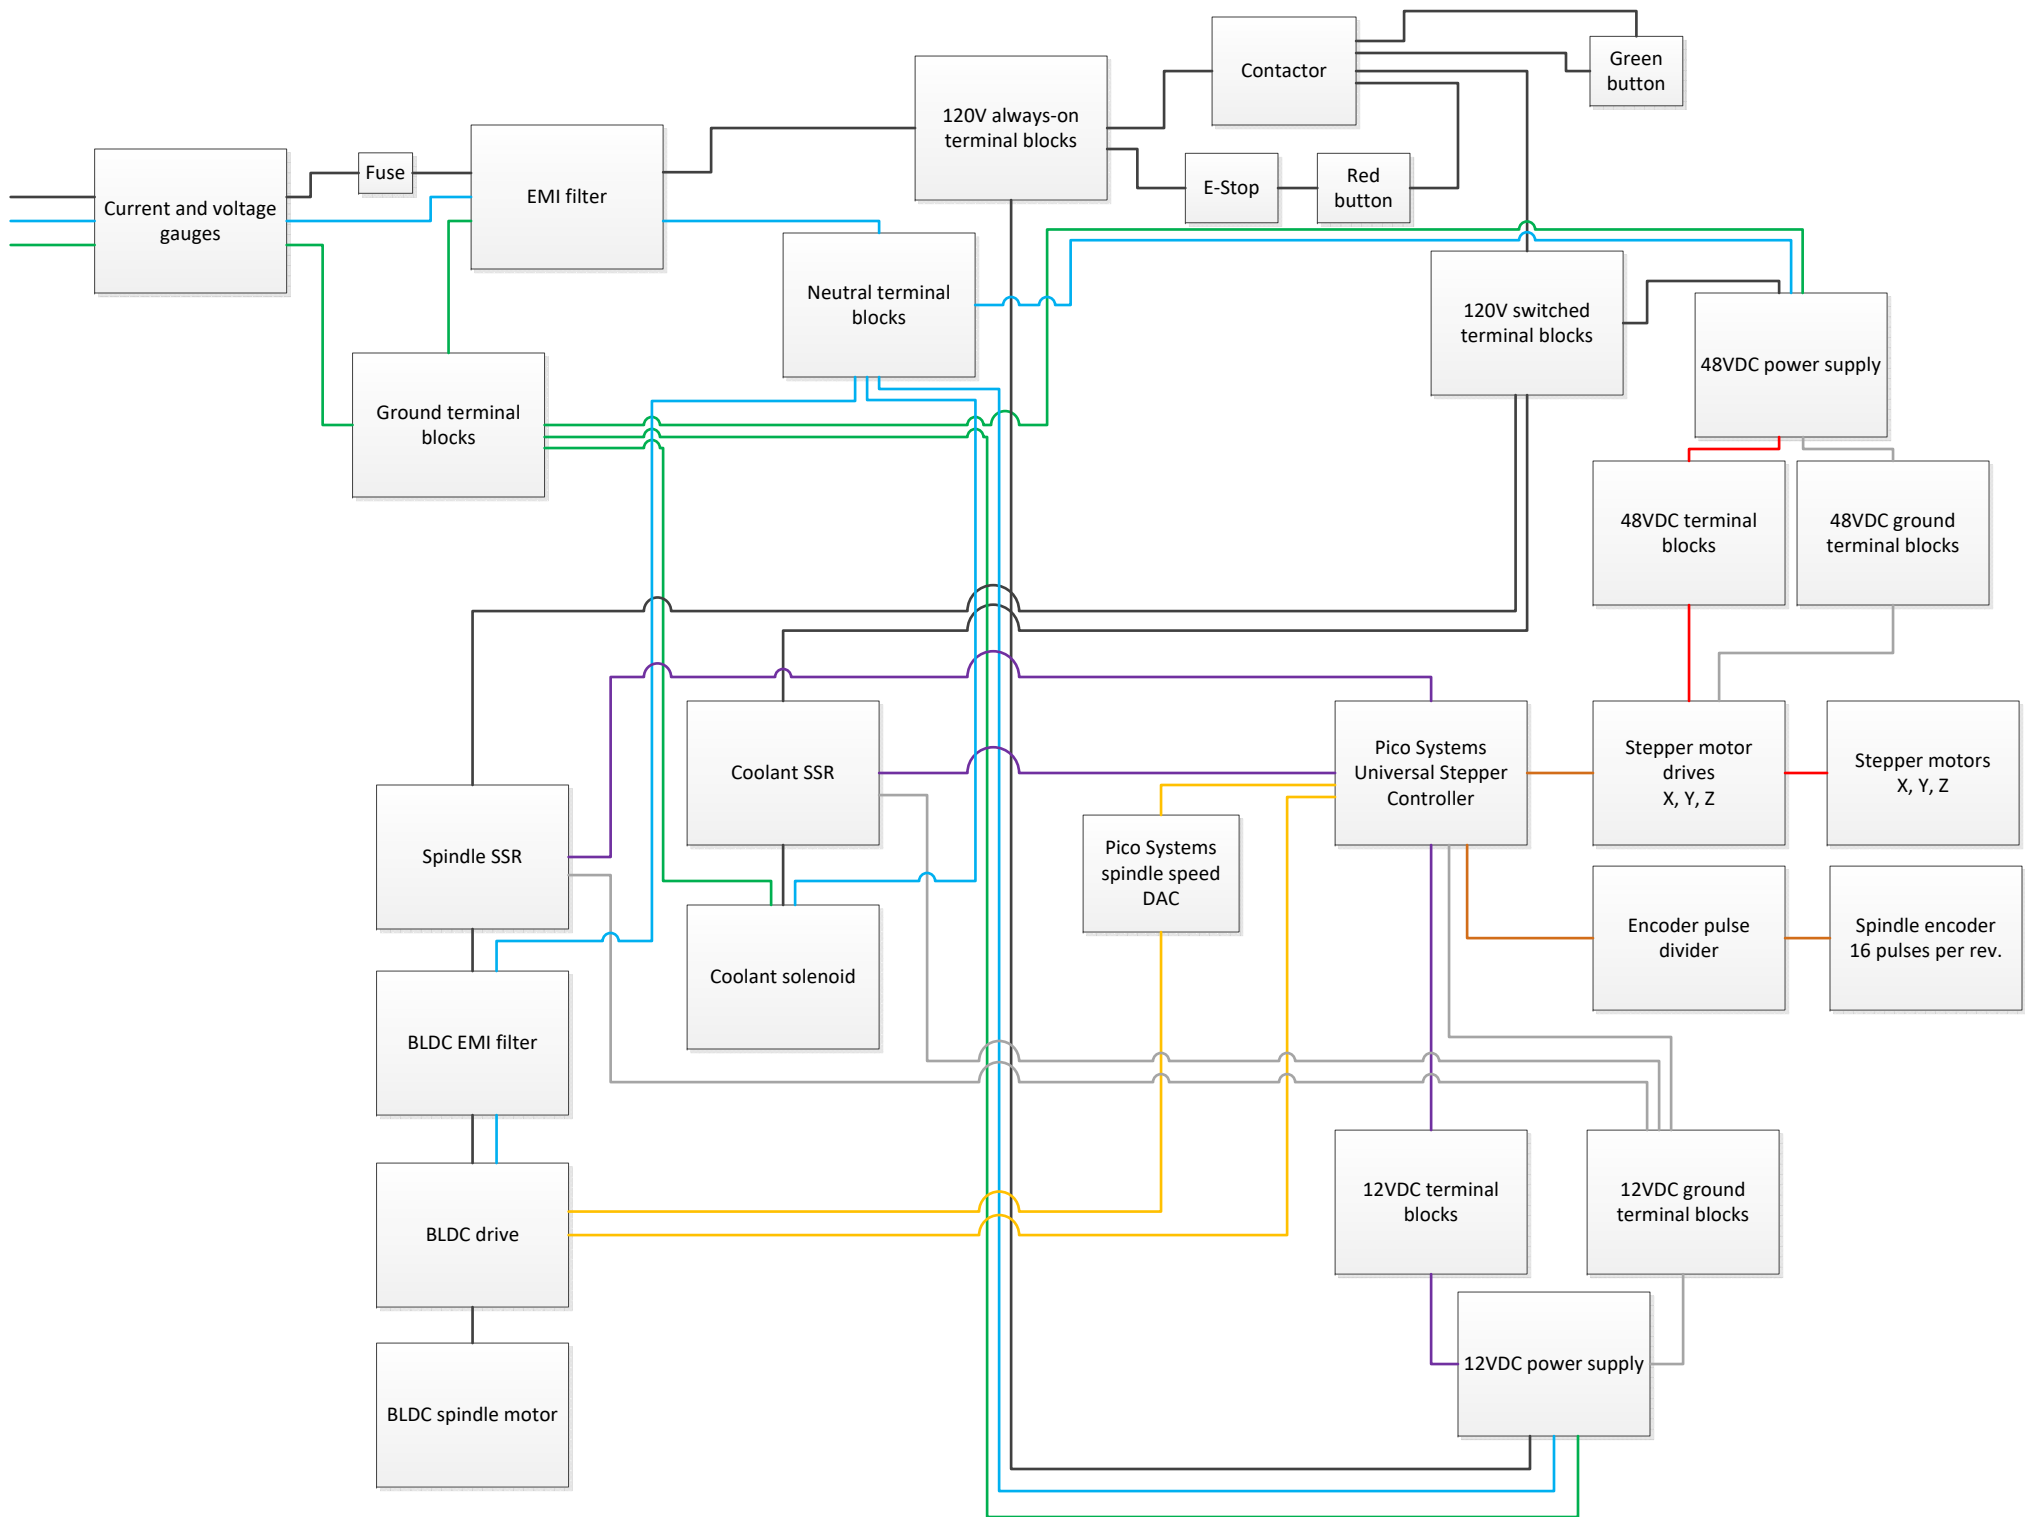 Contactor
Green
button
120V always-on
terminal blocks
Fuse
EMI filter
E-Stop
Red
button
Current and voltage
gauges
Neutral terminal
blocks
120V switched
terminal blocks
48VDC power supply
Ground terminal
blocks
48VDC terminal
blocks
48VDC ground
terminal blocks
Coolant SSR
Pico Systems
Universal Stepper
Controller
Stepper motor
drives
X, Y, Z
Stepper motors
X, Y, Z
Spindle SSR
Pico Systems
spindle speed
DAC
Encoder pulse
divider
Spindle encoder
16 pulses per rev.
Coolant solenoid
BLDC EMI filter
12VDC terminal
blocks
12VDC ground
terminal blocks
BLDC drive
12VDC power supply
BLDC spindle motor